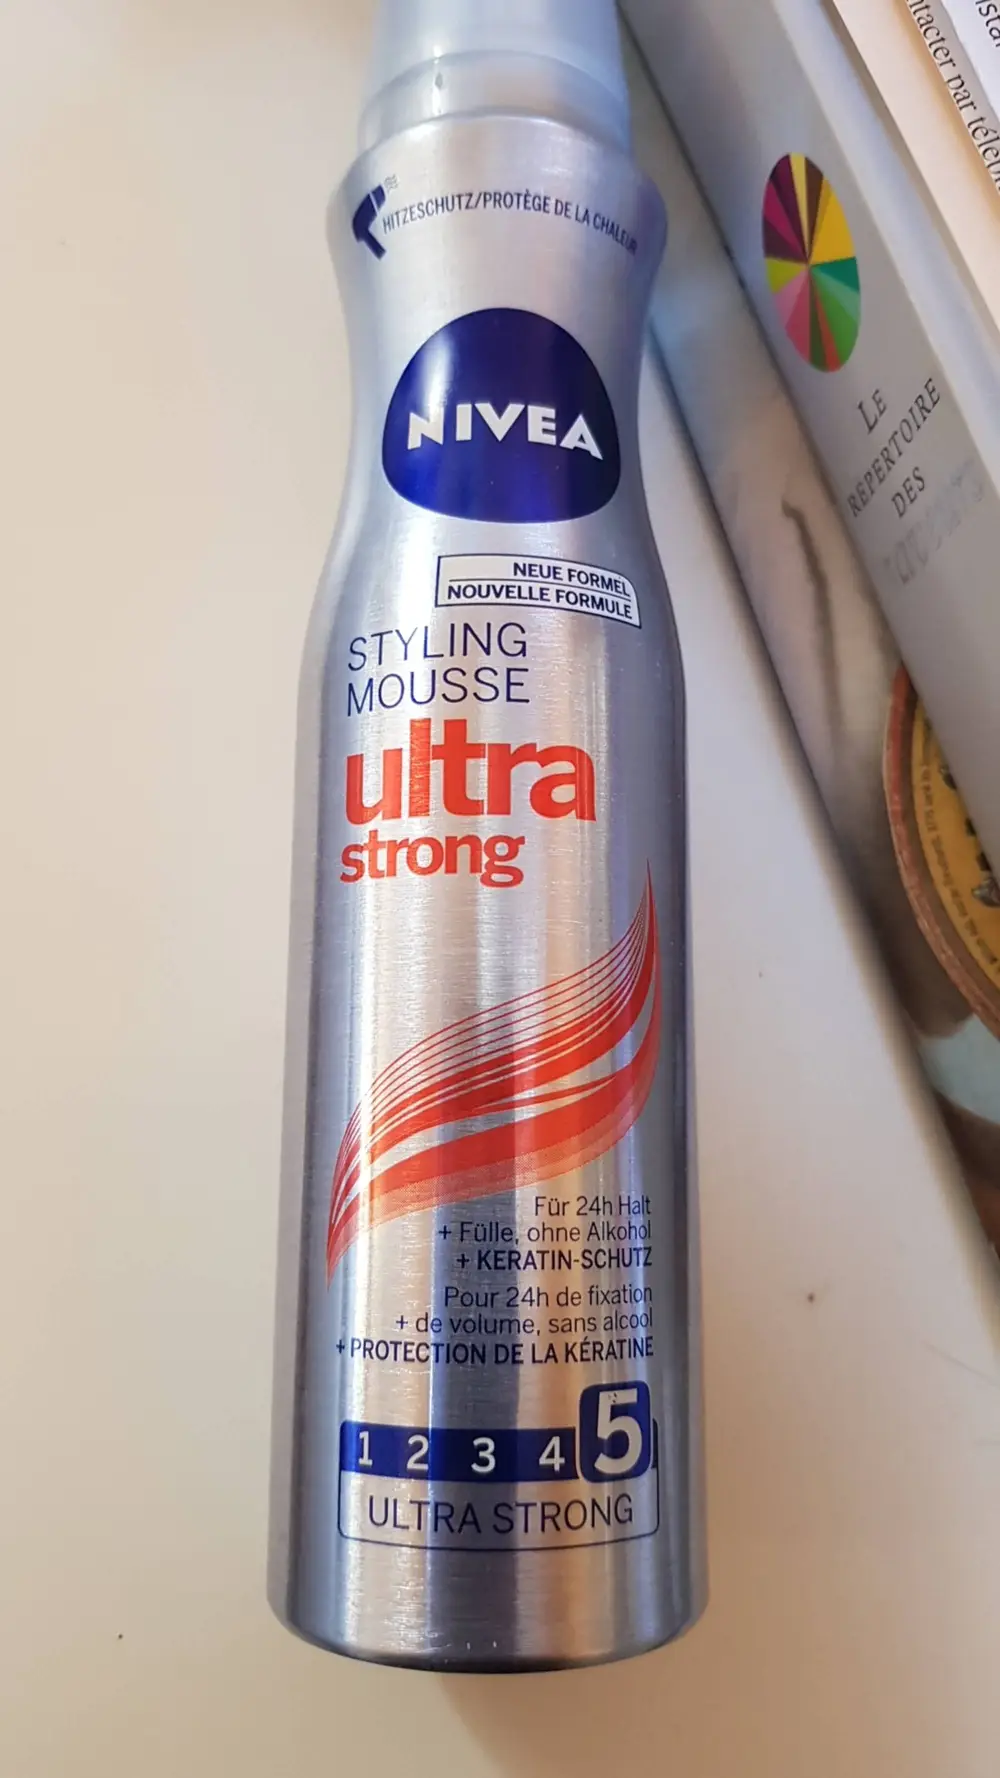 HITZESCHUTZ/PROTÈGE DE LA CHALEUR
NIVEA
NEUE FORMEL
NOUVELLE FORMULE
STYLING
MOUSSE
ultra
strong
Für 24h Halt
+ Fülle, ohne Alkohol
+ KERATIN-SCHUTZ
Pour 24h de fixation
+ de volume, sans alcool
+ PROTECTION DE LA KÉRATINE
1 2 3 4 5
ULTRA STRONG
LE
REPERTOIRE
DES
par